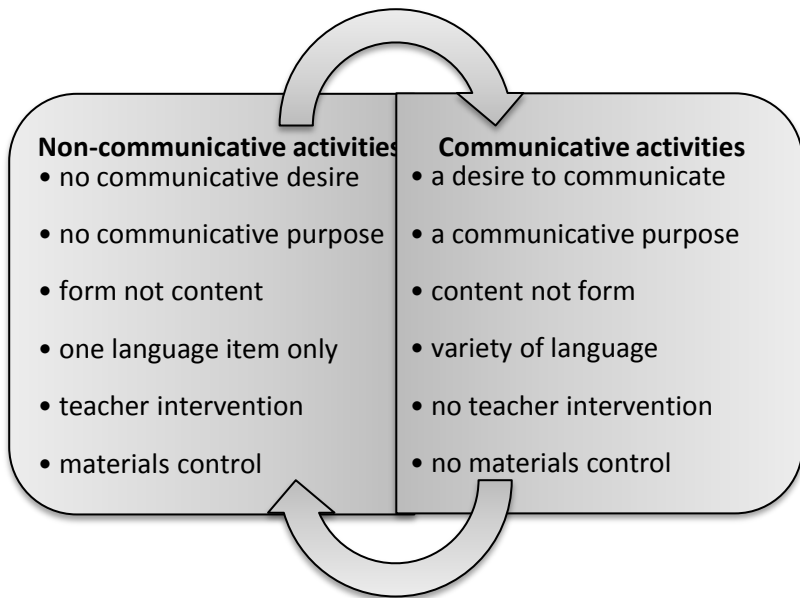 Non-communicative activities
• no communicative desire
• no communicative purpose
• form not content
• one language item only
• teacher intervention
• materials control
Communicative activities
• a desire to communicate
• a communicative purpose
• content not form
• variety of language
• no teacher intervention
• no materials control